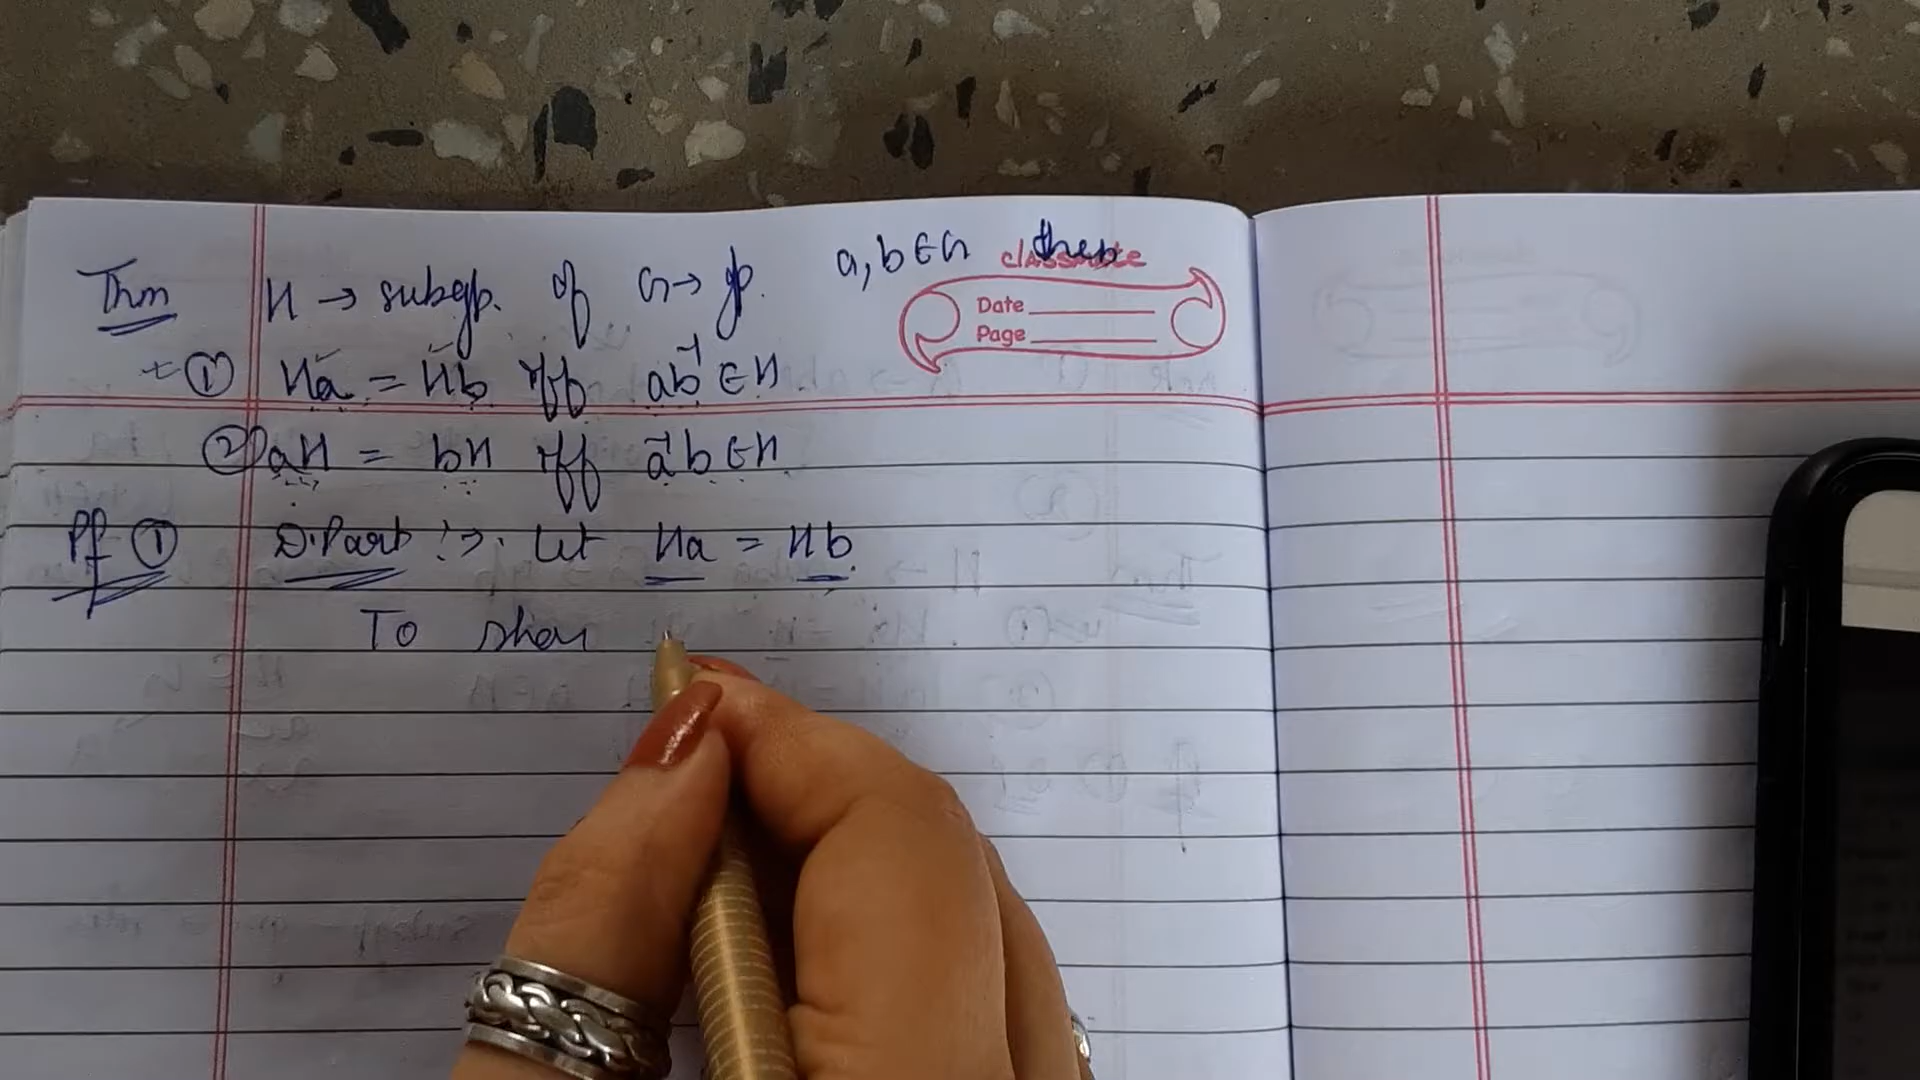 Thm H → subgp. of G → gp. a, b ∈ G then
classmate
Date
Page
① Ha = Hb iff ab⁻¹ ∈ H.
② aH = bH iff a⁻¹b ∈ H.
Pf ① D.Part :→. Let Ha = Hb.
To show